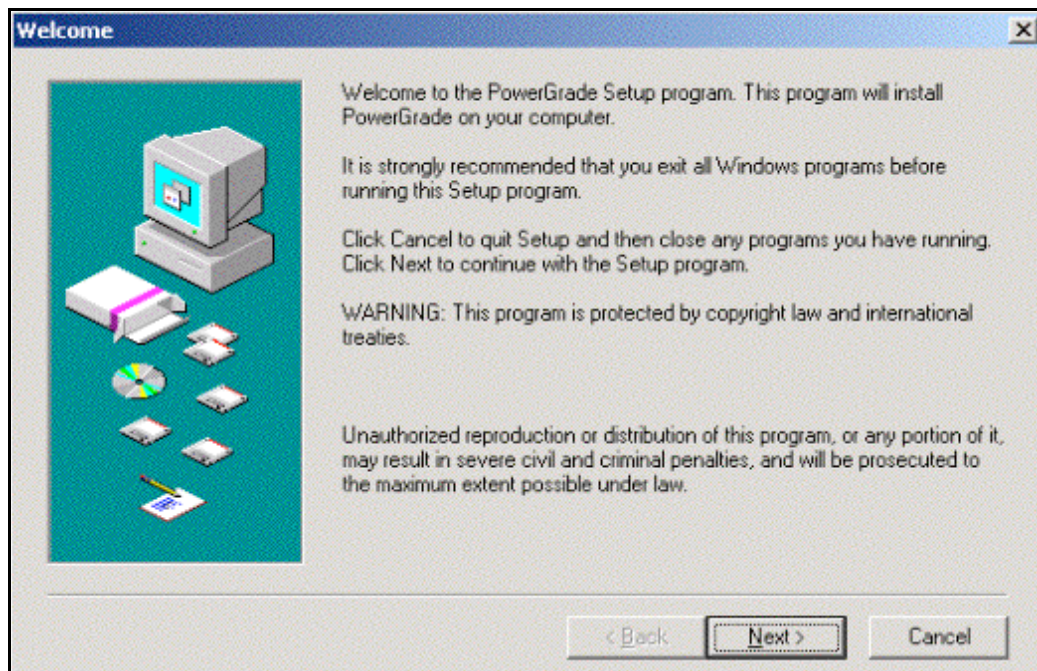 Welcome
Welcome to the PowerGrade Setup program. This program will install
PowerGrade on your computer.
It is strongly recommended that you exit all Windows programs before
running this Setup program.
Click Cancel to quit Setup and then close any programs you have running.
Click Next to continue with the Setup program.
WARNING: This program is protected by copyright law and international
treaties.
Unauthorized reproduction or distribution of this program, or any portion of it,
may result in severe civil and criminal penalties, and will be prosecuted to
the maximum extent possible under law.
< Back Next > Cancel